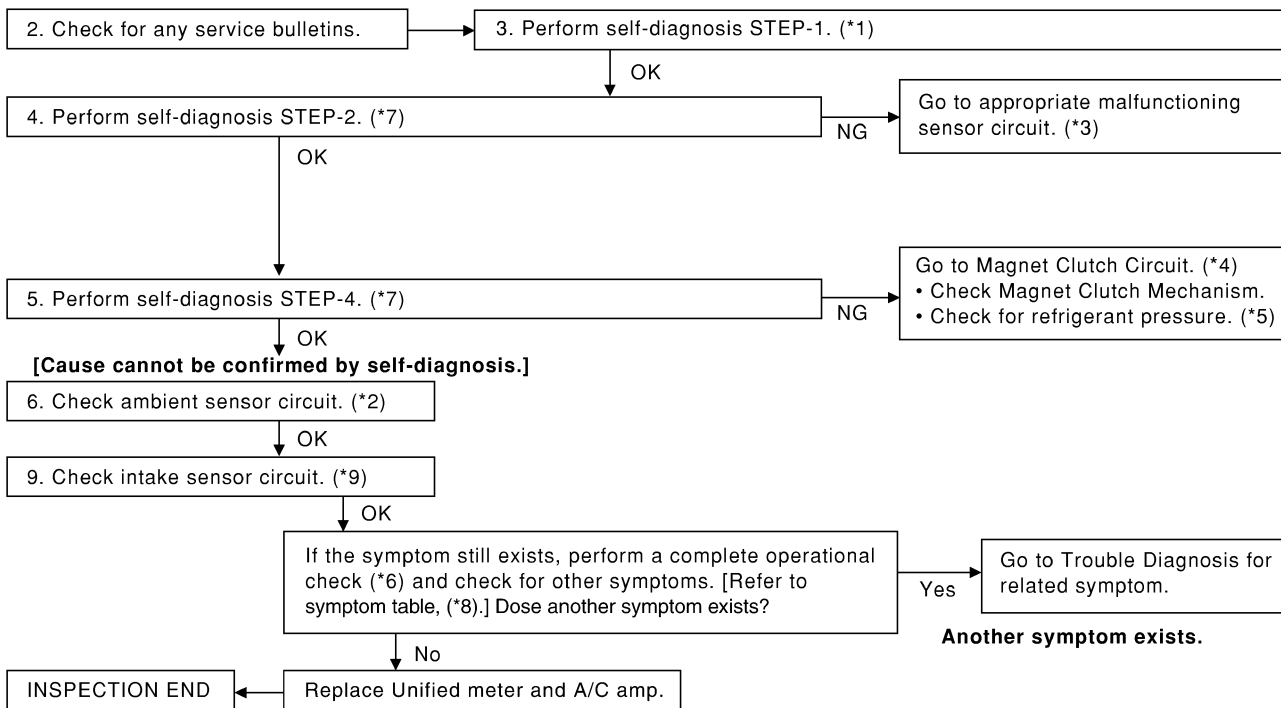 2. Check for any service bulletins.
3. Perform self-diagnosis STEP-1. (*1)
OK
4. Perform self-diagnosis STEP-2. (*7)
NG
Go to appropriate malfunctioning
sensor circuit. (*3)
OK
5. Perform self-diagnosis STEP-4. (*7)
NG
Go to Magnet Clutch Circuit. (*4)
• Check Magnet Clutch Mechanism.
• Check for refrigerant pressure. (*5)
OK
[Cause cannot be confirmed by self-diagnosis.]
6. Check ambient sensor circuit. (*2)
OK
9. Check intake sensor circuit. (*9)
OK
If the symptom still exists, perform a complete operational
check (*6) and check for other symptoms. [Refer to
symptom table, (*8).] Dose another symptom exists?
Yes
Go to Trouble Diagnosis for
related symptom.
Another symptom exists.
No
Replace Unified meter and A/C amp.
INSPECTION END